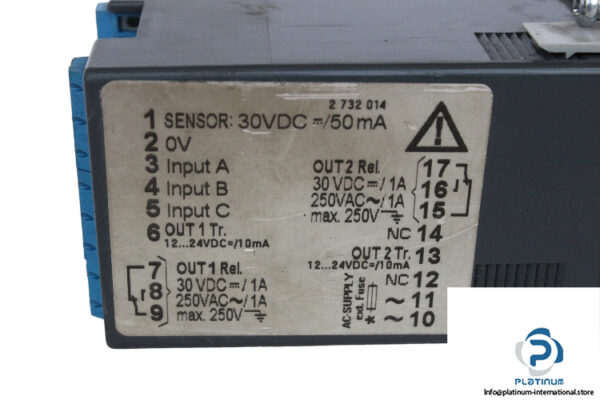 2 732 014
1 SENSOR: 30VDC ⎓/50mA
2 0V
3 Input A
4 Input B
5 Input C
6 OUT 1 Tr.
12...24VDC⎓/10mA
7 OUT 1 Rel.
8 30 VDC⎓/1A
9 250VAC~/1A
max. 250V⏚
OUT 2 Rel. 17
30 VDC⎓/1A 16
250VAC~/1A 15
max. 250V⏚
NC 14
OUT 2 Tr. 13
12...24VDC⎓/10mA
NC 12
~ 11
* ~ 10
AC-SUPPLY
ext. Fuse
PLATINUM
Info@platinum-international.store